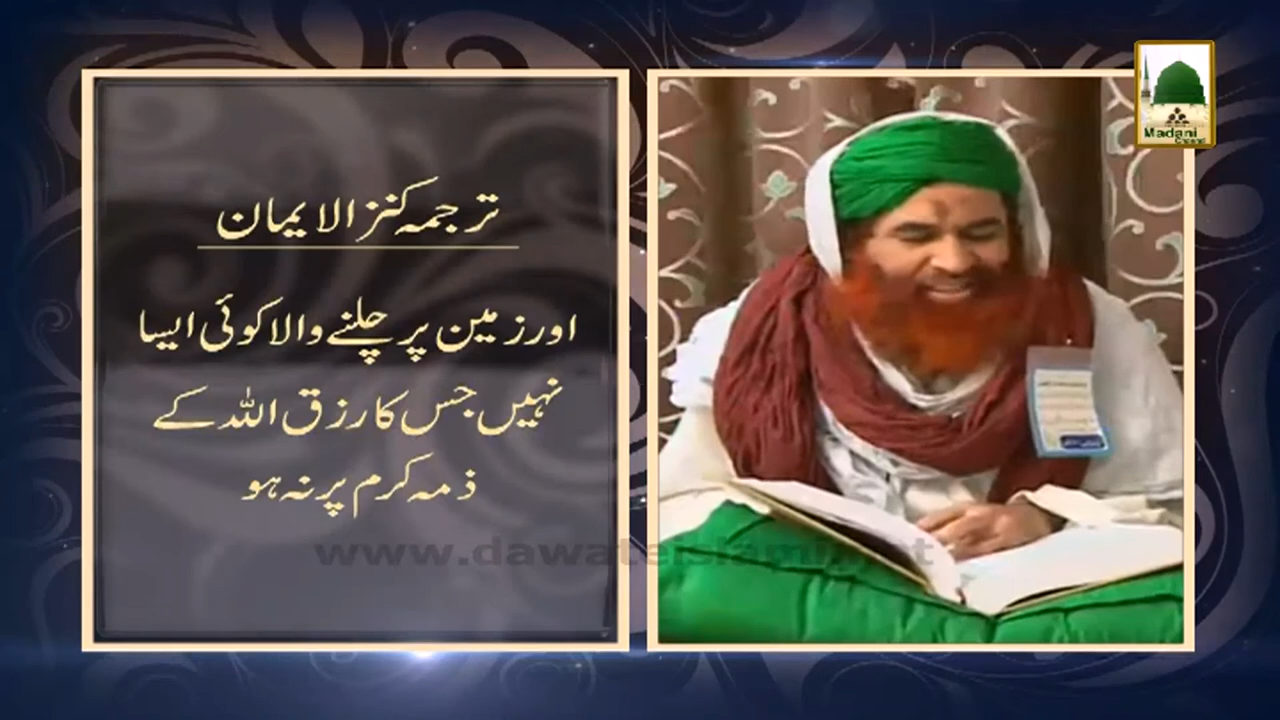 ترجمہ کنز الایمان
اور زمین پر چلنے والا کوئی ایسا
نہیں جس کا رزق اللہ کے
ذمہ کرم پر نہ ہو
Madani
Channel
www.dawateislami.net